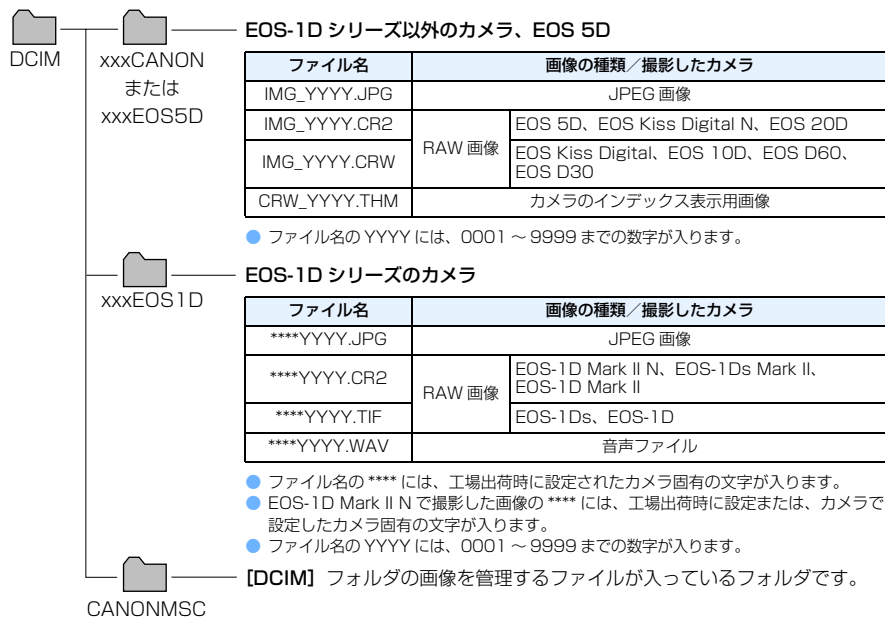 DCIM
xxxCANON
または
xxxEOS5D
EOS-1D シリーズ以外のカメラ、EOS 5D
ファイル名 画像の種類／撮影したカメラ
IMG_YYYY.JPG JPEG 画像
IMG_YYYY.CR2 RAW 画像 EOS 5D、EOS Kiss Digital N、EOS 20D
IMG_YYYY.CRW EOS Kiss Digital、EOS 10D、EOS D60、
EOS D30
CRW_YYYY.THM カメラのインデックス表示用画像
● ファイル名の YYYY には、0001 ～ 9999 までの数字が入ります。
xxxEOS1D
EOS-1D シリーズのカメラ
ファイル名 画像の種類／撮影したカメラ
****YYYY.JPG JPEG 画像
****YYYY.CR2 RAW 画像 EOS-1D Mark II N、EOS-1Ds Mark II、
EOS-1D Mark II
****YYYY.TIF EOS-1Ds、EOS-1D
****YYYY.WAV 音声ファイル
● ファイル名の **** には、工場出荷時に設定されたカメラ固有の文字が入ります。
● EOS-1D Mark II N で撮影した画像の **** には、工場出荷時に設定または、カメラで
設定したカメラ固有の文字が入ります。
● ファイル名の YYYY には、0001 ～ 9999 までの数字が入ります。
CANONMSC
[DCIM] フォルダの画像を管理するファイルが入っているフォルダです。